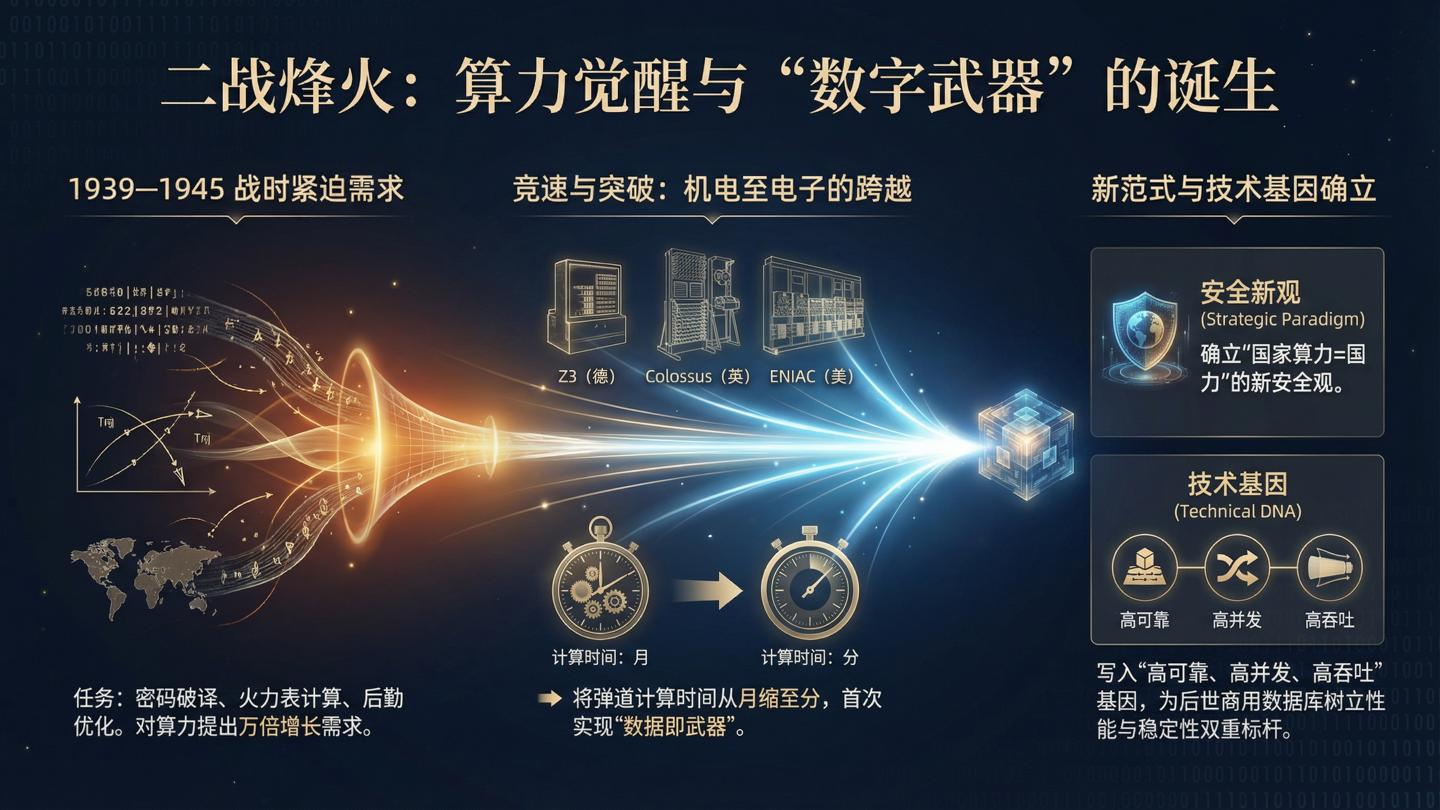 二战烽火：算力觉醒与“数字武器”的诞生
1939—1945 战时紧迫需求
任务：密码破译、火力表计算、后勤
优化。对算力提出万倍增长需求。
竞速与突破：机电至电子的跨越
Z3（德）
Colossus（英）
ENIAC（美）
计算时间：月
计算时间：分
将弹道计算时间从月缩至分，首次
实现“数据即武器”。
新范式与技术基因确立
安全新观
(Strategic Paradigm)
确立“国家算力=国
力”的新安全观。
技术基因
(Technical DNA)
高可靠
高并发
高吞吐
写入“高可靠、高并发、高吞吐”
基因，为后世商用数据库树立性
能与稳定性双重标杆。